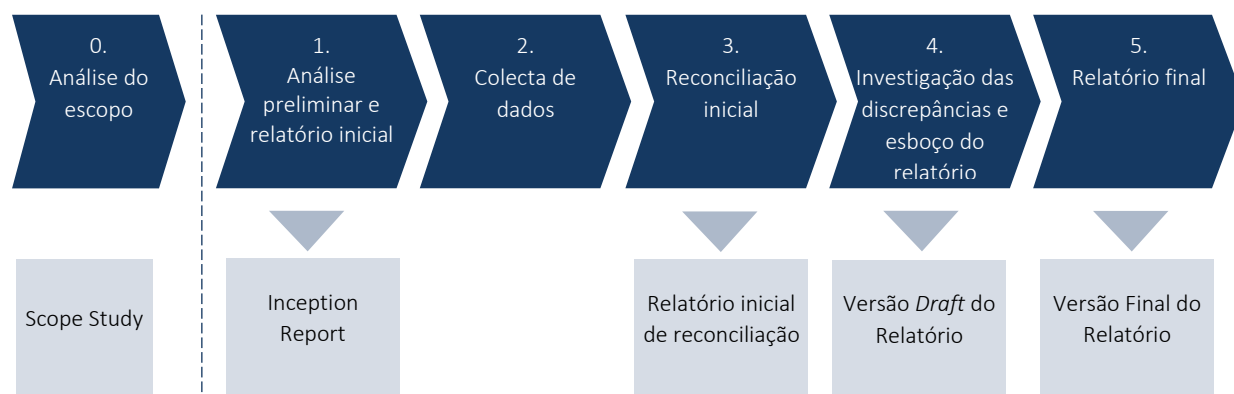 0.
Análise do
escopo
1.
Análise
preliminar e
relatório inicial
2.
Colecta de
dados
3.
Reconciliação
inicial
4.
Investigação das
discrepâncias e
esboço do
relatório
5.
Relatório final
Scope Study
Inception
Report
Relatório inicial
de reconciliação
Versão Draft do
Relatório
Versão Final do
Relatório